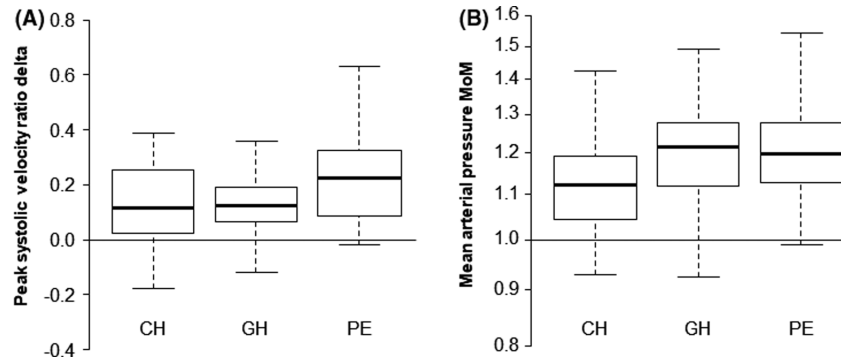 (A)
Peak systolic velocity ratio delta
0.8
0.6
0.4
0.2
0.0
-0.2
-0.4
CH GH PE
(B)
Mean arterial pressure MoM
1.6
1.5
1.4
1.3
1.2
1.1
1.0
0.9
0.8
CH GH PE